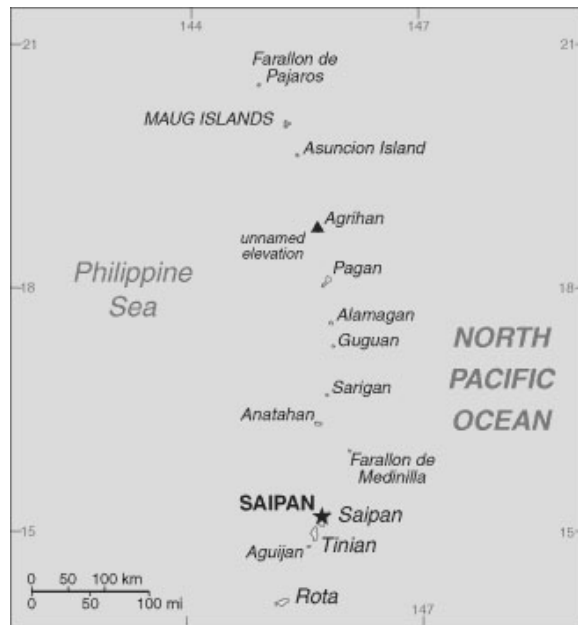 144
147
21
21
Farallon de
Pajaros
MAUG ISLANDS
Asuncion Island
Agrihan
unnamed
elevation
Philippine
Sea
Pagan
18
18
Alamagan
Guguan
NORTH
PACIFIC
OCEAN
Sarigan
Anatahan
Farallon de
Medinilla
SAIPAN
Saipan
15
15
Tinian
Aguijan
0 50 100 km
0 50 100 mi
Rota
147